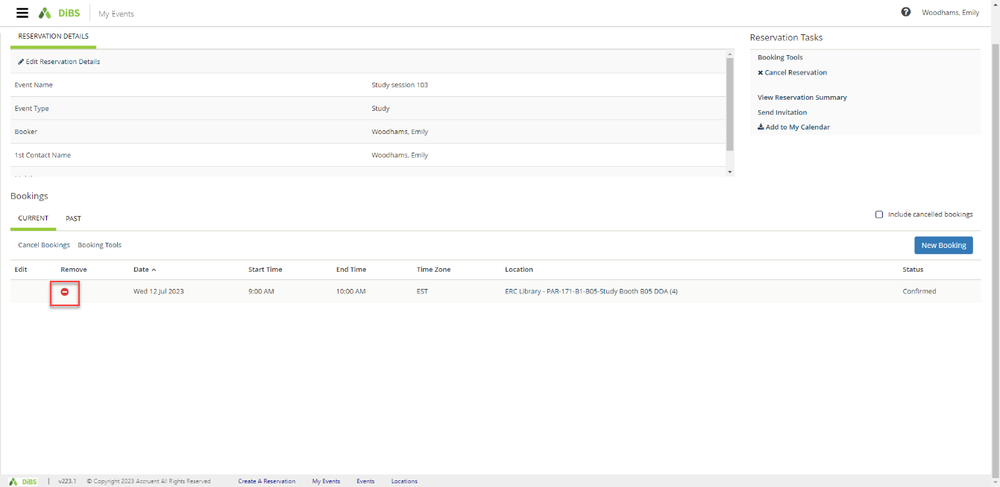 DiBS My Events Woodhams, Emily
RESERVATION DETAILS
Reservation Tasks
Edit Reservation Details
Booking Tools
Cancel Reservation
Event Name Study session 103
View Reservation Summary
Event Type Study
Send Invitation
Add to My Calendar
Booker Woodhams, Emily
1st Contact Name Woodhams, Emily
Bookings
CURRENT PAST
Include cancelled bookings
Cancel Bookings Booking Tools New Booking
Edit Remove Date Start Time End Time Time Zone Location Status
Wed 12 Jul 2023 9:00 AM 10:00 AM EST ERC Library - PAR-171-B1-B05-Study Booth B05 DDA (4) Confirmed
DiBS | v223.1 © Copyright 2023 Accruent All Rights Reserved Create A Reservation My Events Events Locations